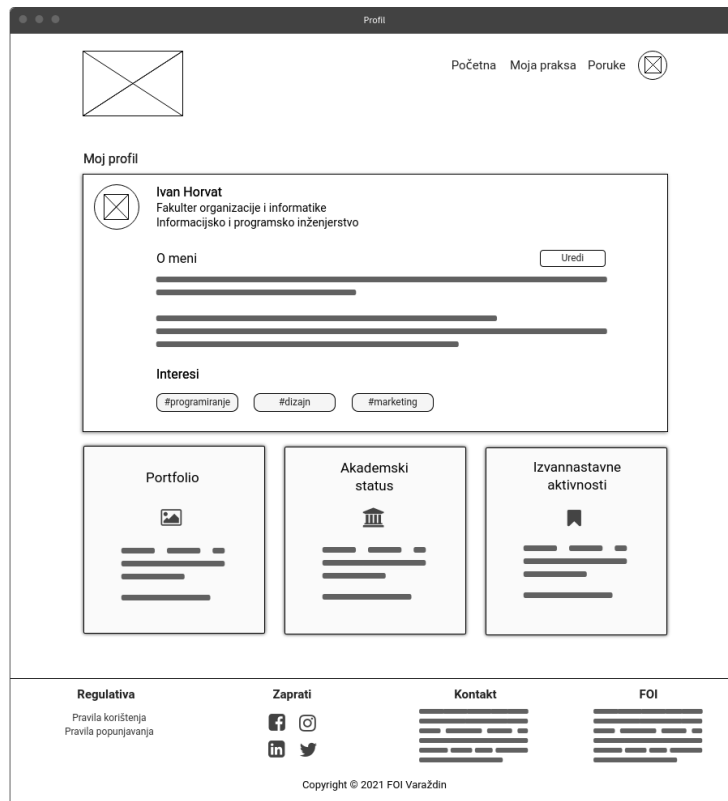 Profil
Početna Moja praksa Poruke
Moj profil
Ivan Horvat
Fakulter organizacije i informatike
Informacijsko i programsko inženjerstvo
O meni
Uredi
Interesi
#programiranje #dizajn #marketing
Portfolio
Akademski
status
Izvannastavne
aktivnosti
Regulativa
Pravila korištenja
Pravila popunjavanja
Zaprati
Kontakt
FOI
Copyright © 2021 FOI Varaždin